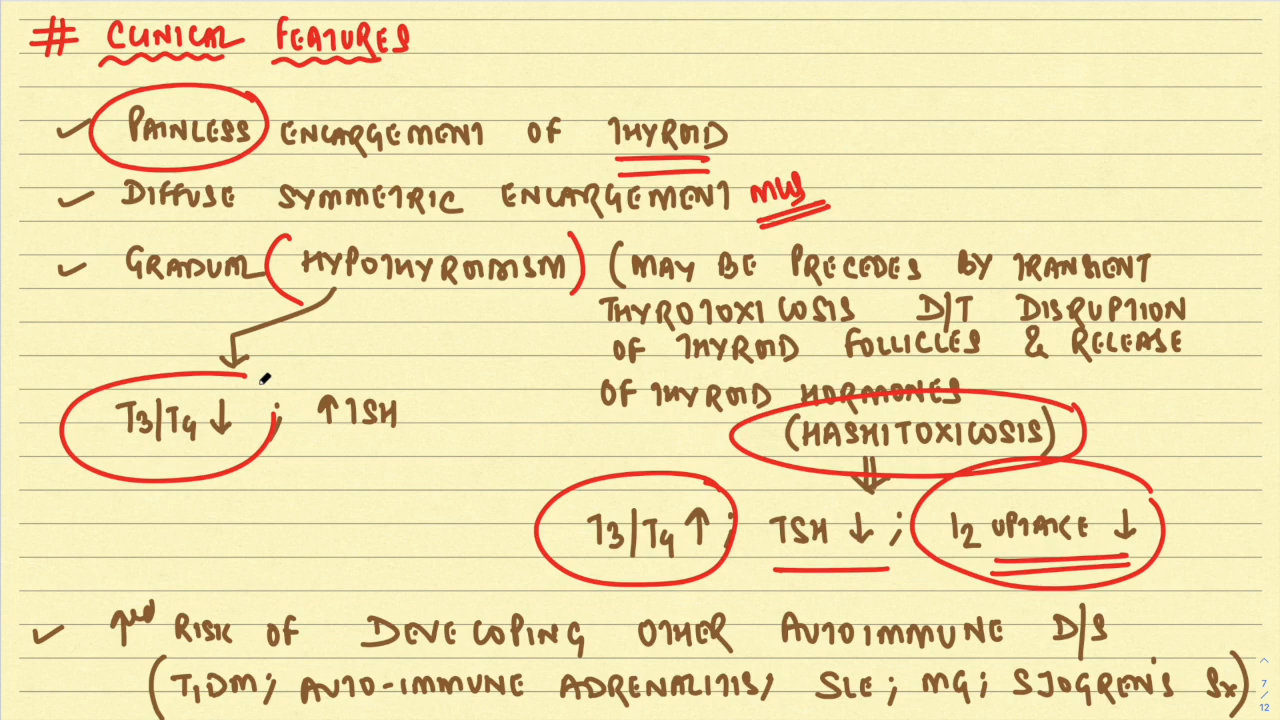 # CLINICAL FEATURES
✓ PAINLESS ENLARGEMENT OF THYROID
✓ DIFFUSE SYMMETRIC ENLARGEMENT
✓ GRADUAL (HYPOTHYROIDISM) (MAY BE PRECEDES BY TRANSIENT
THYROTOXICOSIS D/T DISRUPTION
OF THYROID FOLLICLES & RELEASE
OF THYROID HORMONES
(HASHITOXICOSIS)
T3/T4 ↓ ; ↑ TSH
T3/T4 ↑ ; TSH ↓ ; I2 UPTAKE ↓
✓ ↑ed RISK OF DEVELOPING OTHER AUTOIMMUNE D/S
(T1DM; AUTO-IMMUNE ADRENALITIS; SLE; MG; SJOGREN'S Sx)
7
/
12